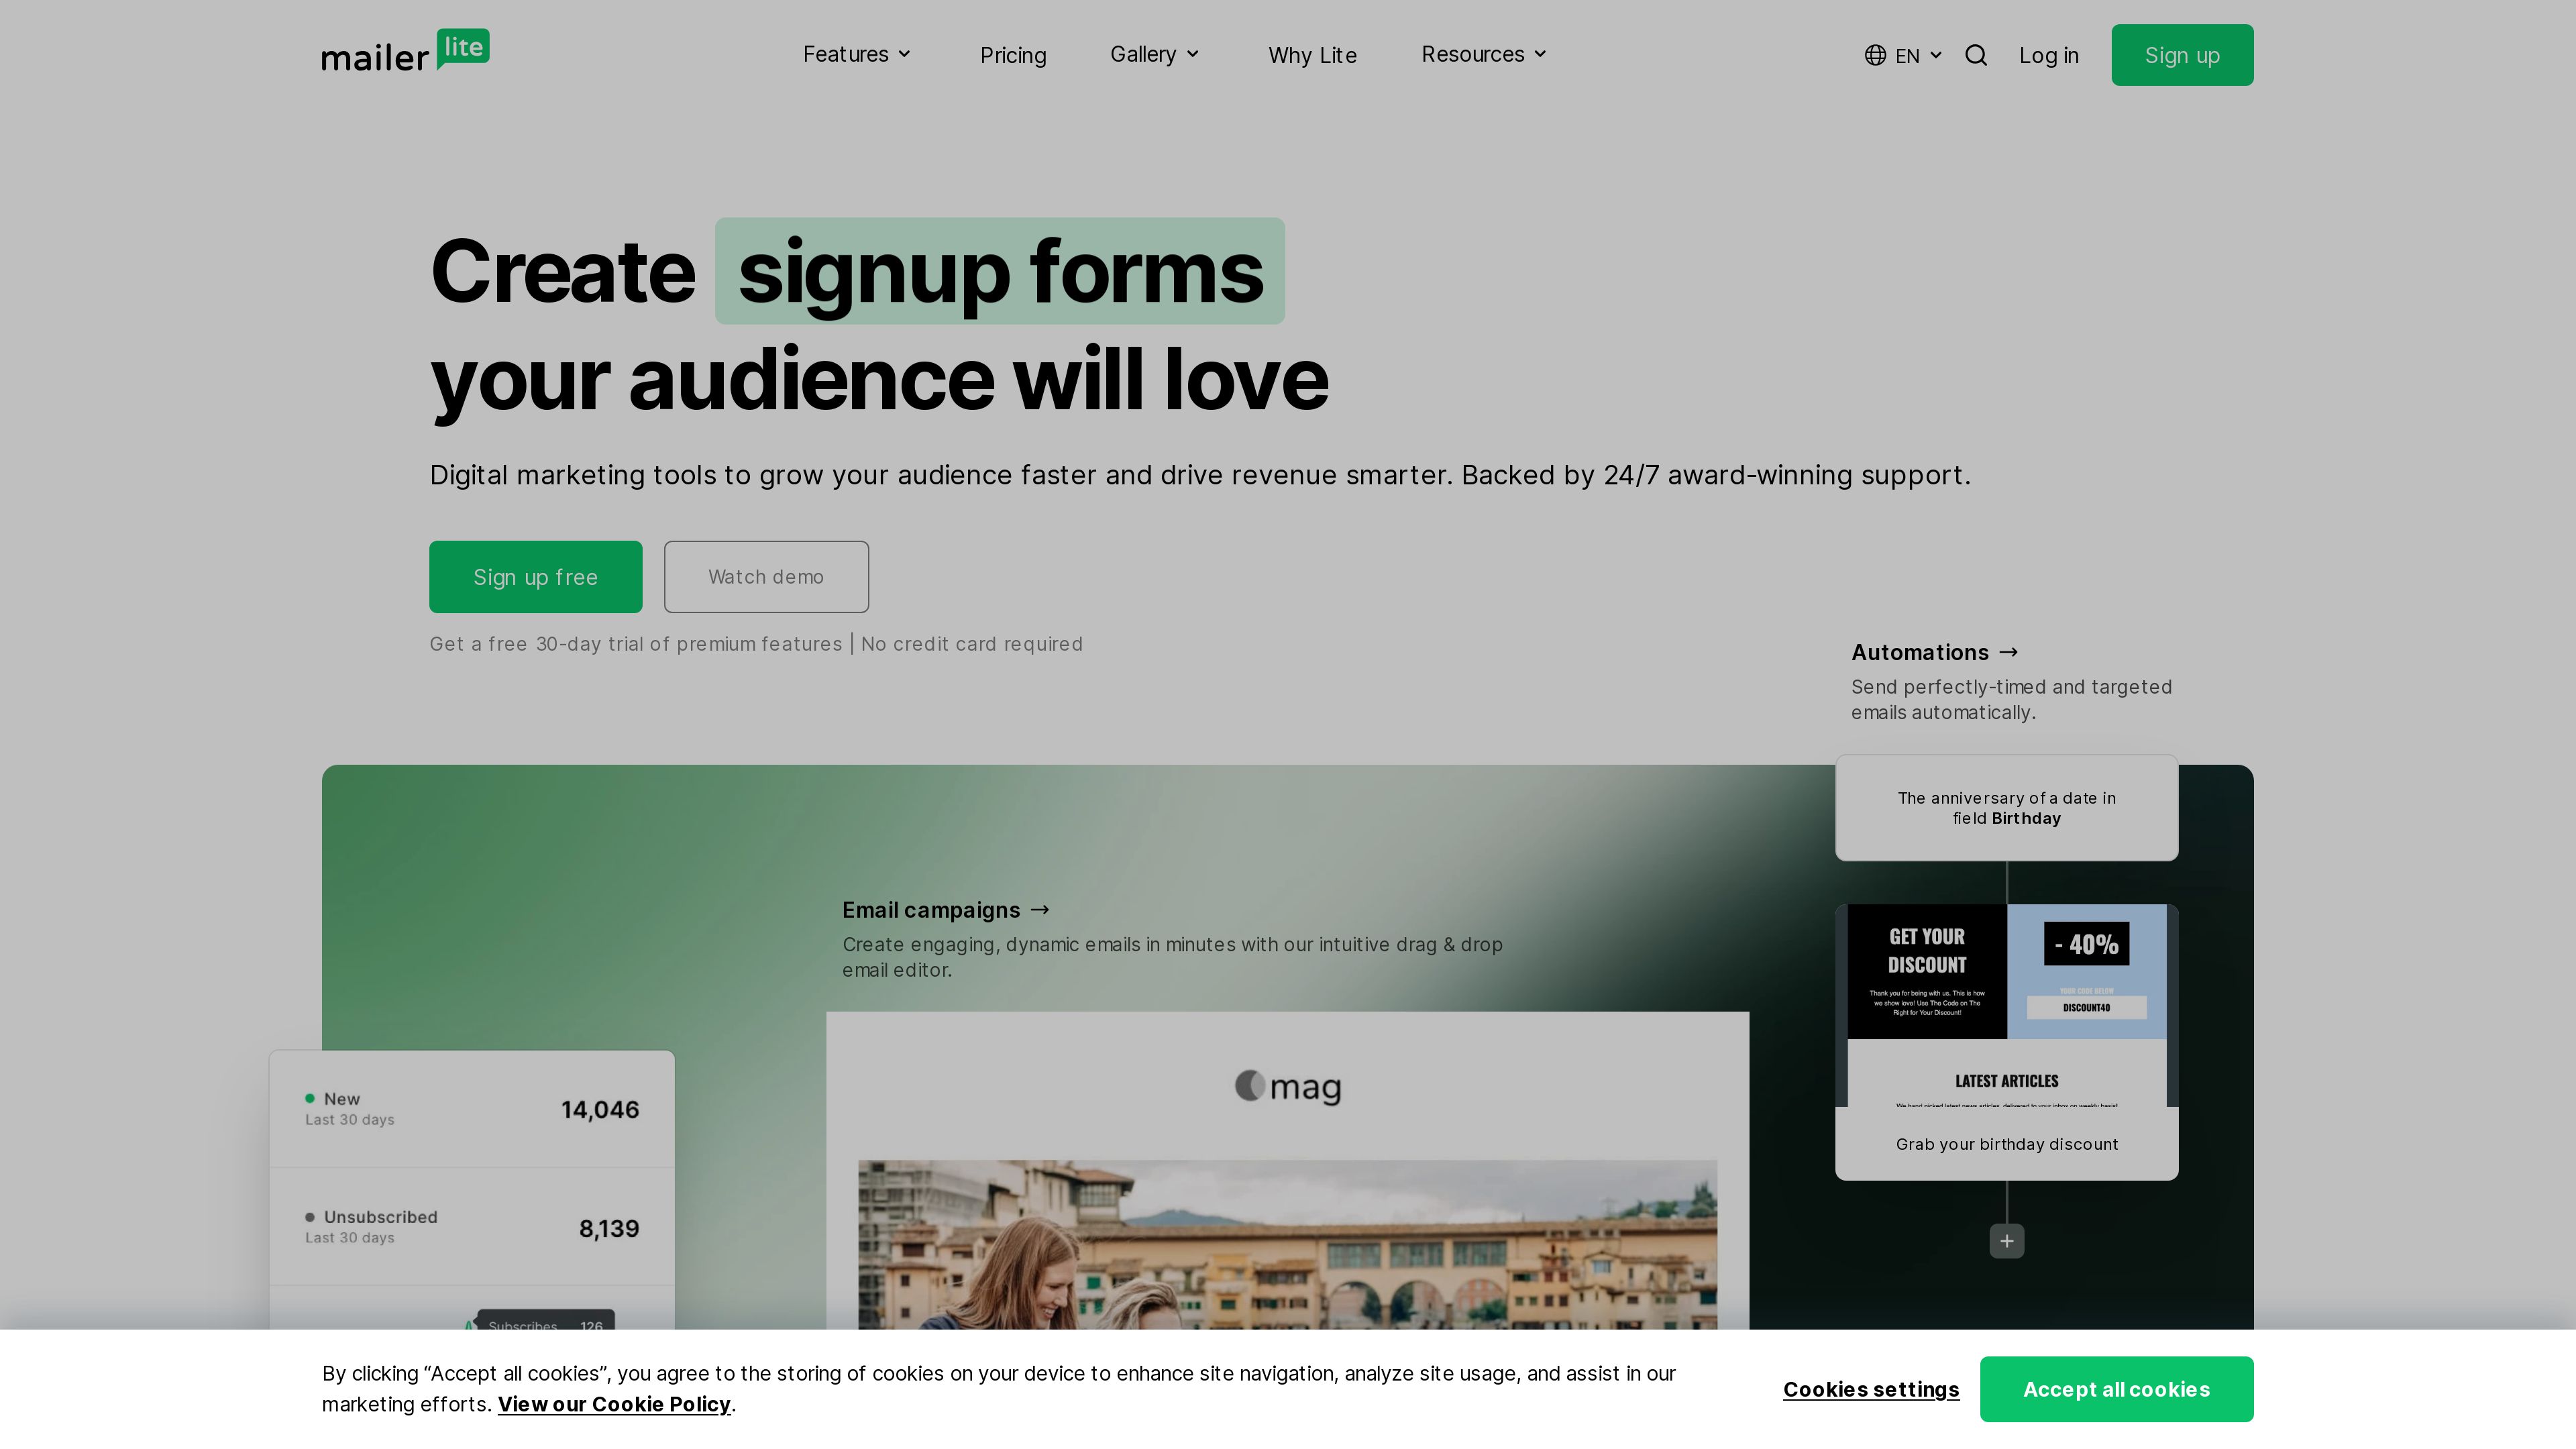 mailer lite
Features
Pricing
Gallery
Why Lite
Resources
EN
Log in
Sign up
Create signup forms
your audience will love
Digital marketing tools to grow your audience faster and drive revenue smarter. Backed by 24/7 award-winning support.
Sign up free
Watch demo
Get a free 30-day trial of premium features | No credit card required
Automations →
Send perfectly-timed and targeted
emails automatically.
The anniversary of a date in
field Birthday
Email campaigns →
Create engaging, dynamic emails in minutes with our intuitive drag & drop
email editor.
GET YOUR
DISCOUNT
Thank you for being with us. This is how
we show love! Use The Code on The
Right for Your Discount!
- 40%
YOUR CODE BELOW
DISCOUNT40
LATEST ARTICLES
Grab your birthday discount
mag
New
Last 30 days
14,046
Unsubscribed
Last 30 days
8,139
Subscribes 126
By clicking “Accept all cookies”, you agree to the storing of cookies on your device to enhance site navigation, analyze site usage, and assist in our
marketing efforts. View our Cookie Policy.
Cookies settings
Accept all cookies